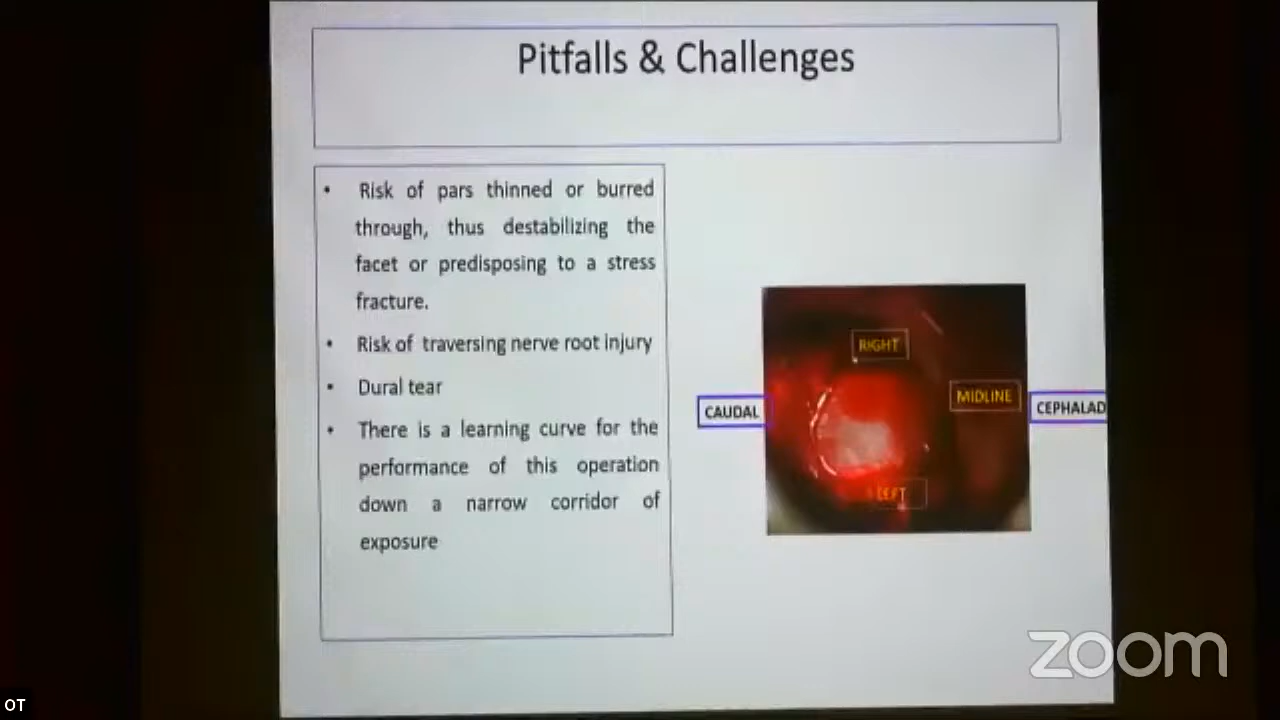 Pitfalls & Challenges
• Risk of pars thinned or burred
through, thus destabilizing the
facet or predisposing to a stress
fracture.
• Risk of traversing nerve root injury
• Dural tear
• There is a learning curve for the
performance of this operation
down a narrow corridor of
exposure
RIGHT
MIDLINE
CAUDAL
CEPHALAD
LEFT
zoom
OT